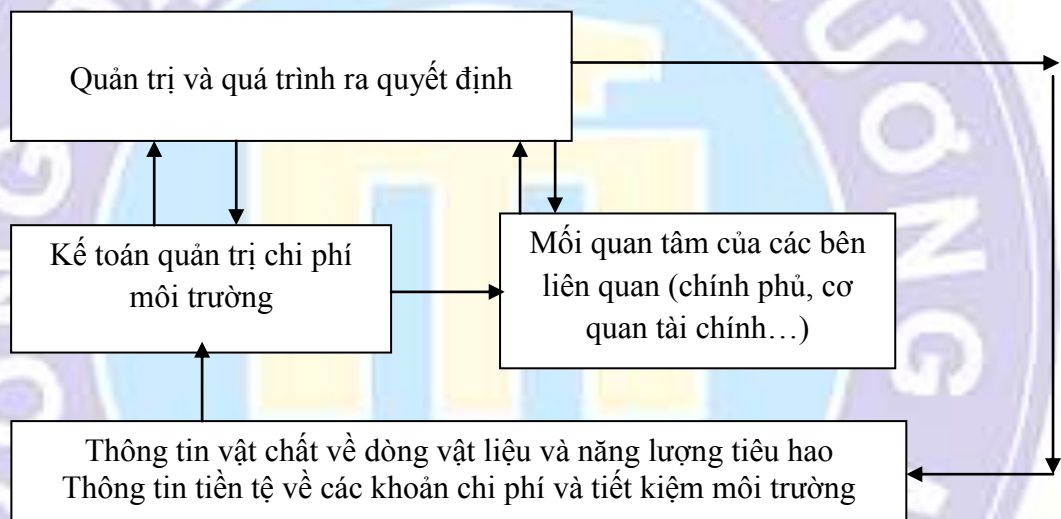 Quản trị và quá trình ra quyết định
Kế toán quản trị chi phí
môi trường
Mối quan tâm của các bên
liên quan (chính phủ, cơ
quan tài chính…)
Thông tin vật chất về dòng vật liệu và năng lượng tiêu hao
Thông tin tiền tệ về các khoản chi phí và tiết kiệm môi trường